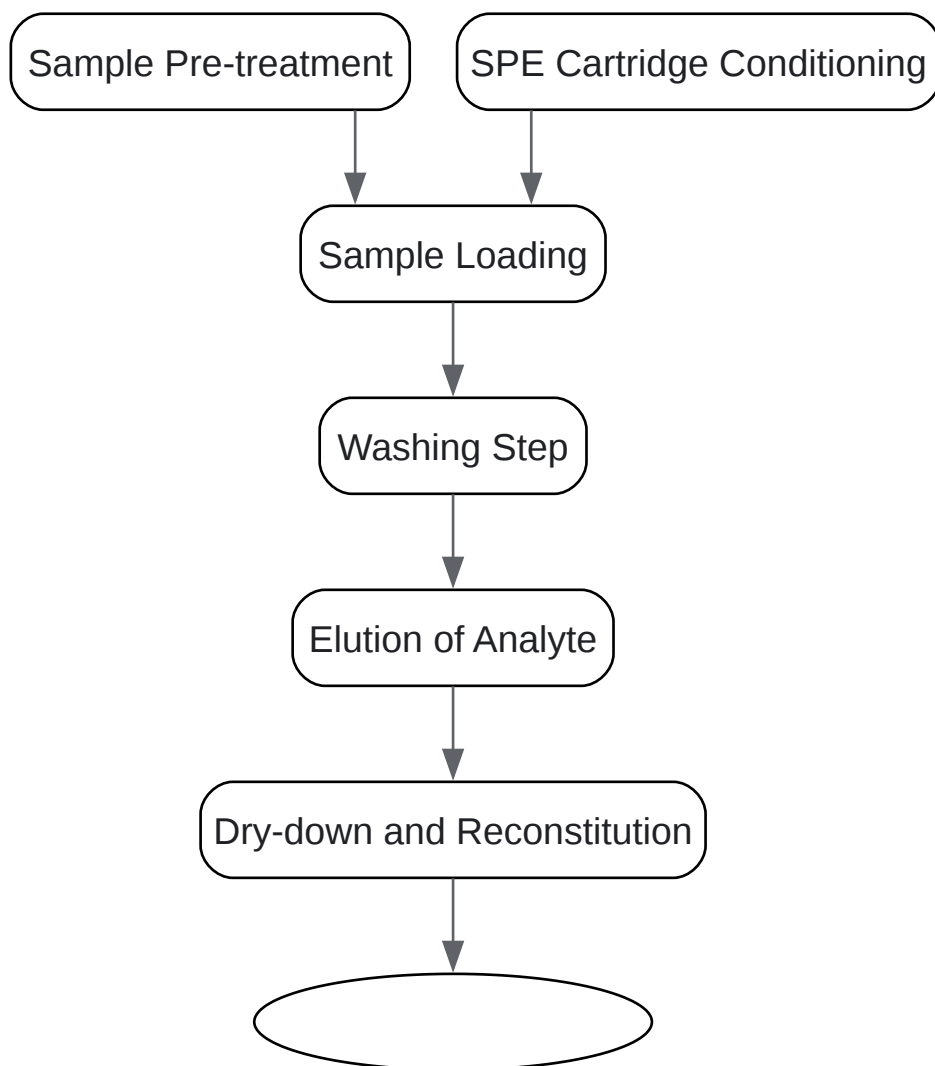 Sample Pre-treatment
SPE Cartridge Conditioning
Sample Loading
Washing Step
Elution of Analyte
Dry-down and Reconstitution